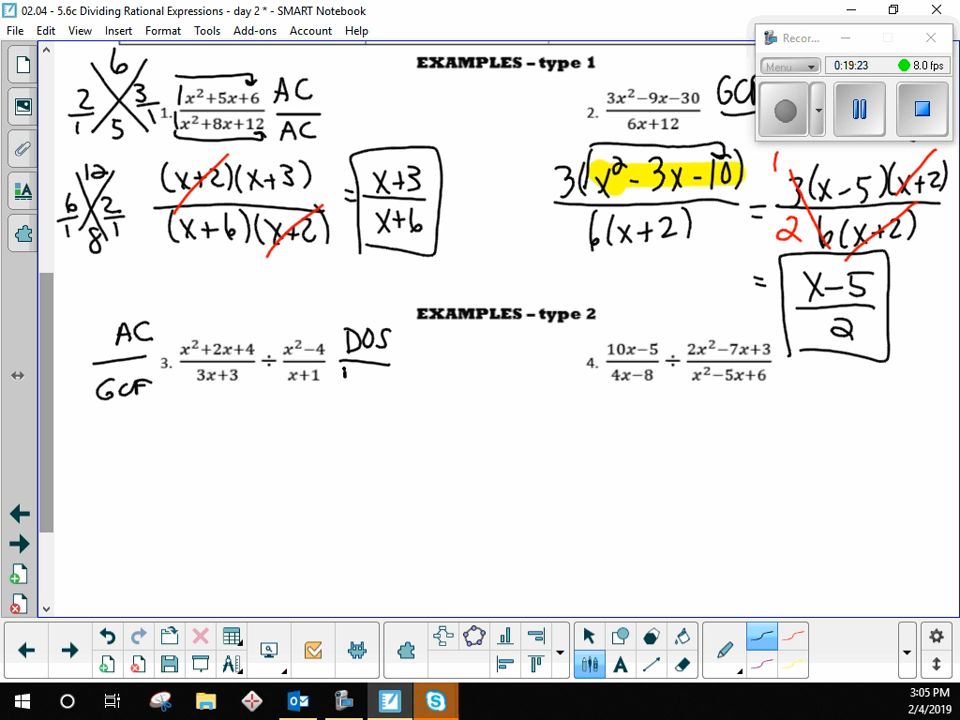 02.04 - 5.6c Dividing Rational Expressions - day 2 * - SMART Notebook
File Edit View Insert Format Tools Add-ons Account Help
Recor...
Menu 0:19:23 8.0 fps
EXAMPLES – type 1
6
2/1 3/1
5
1. (1x²+5x+6)/(1x²+8x+12) AC/AC
2. (3x²−9x−30)/(6x+12)
12
6/1 2/1
8
((x+2)(x+3))/((x+6)(x+2)) = (x+3)/(x+6)
3(1x² - 3x - 10)/(6(x+2)) = (3(x-5)(x+2))/(6(x+2))
1
2
= (x-5)/2
EXAMPLES – type 2
AC/GCF 3. (x²+2x+4)/(3x+3) ÷ (x²−4)/(x+1) DOS
4. (10x−5)/(4x−8) ÷ (2x²−7x+3)/(x²−5x+6)
A
3:05 PM
2/4/2019